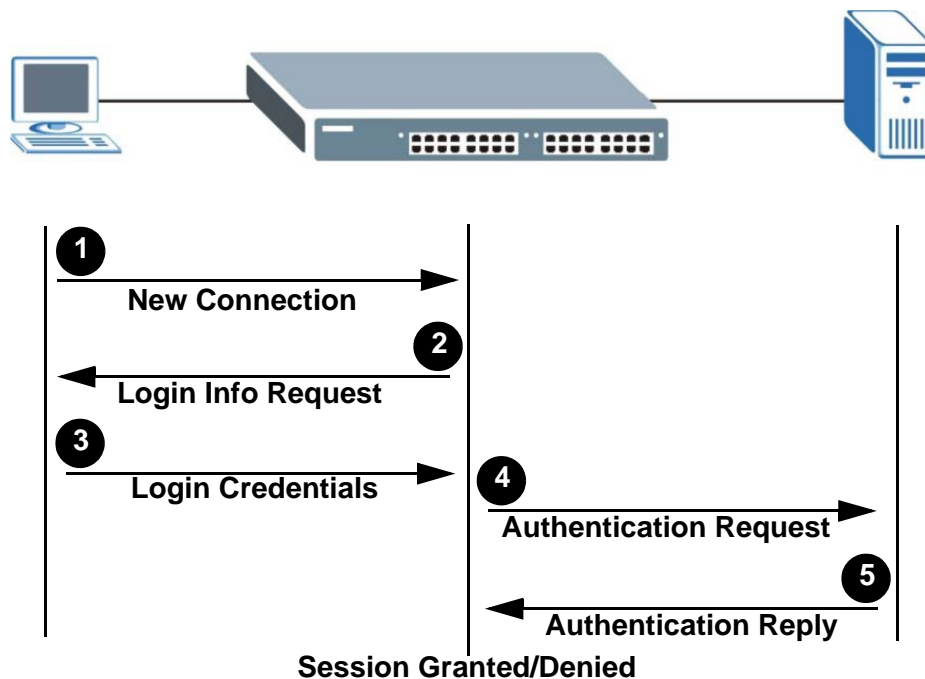 1
New Connection
2
Login Info Request
3
Login Credentials
4
Authentication Request
5
Authentication Reply
Session Granted/Denied